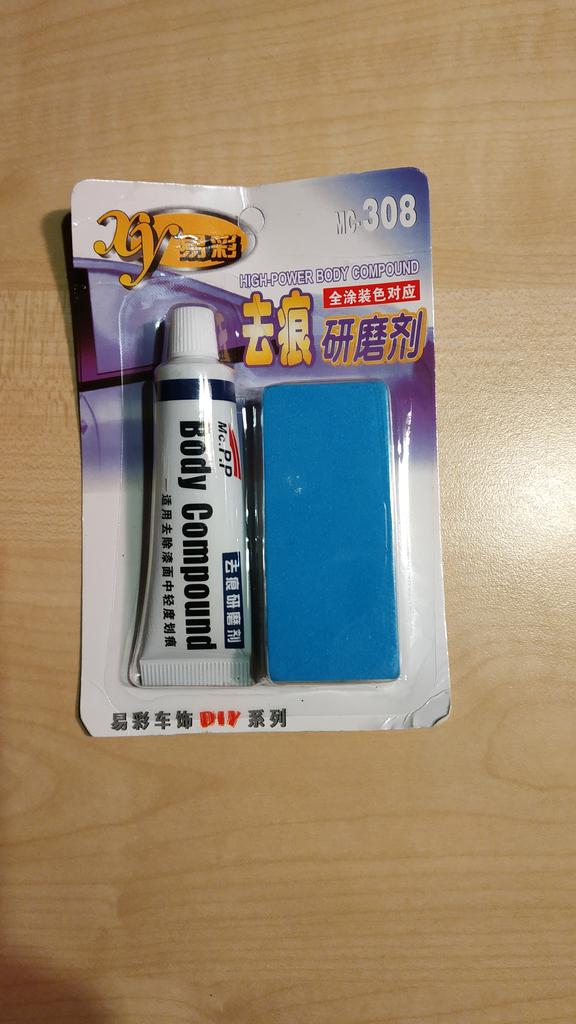 xy 易彩
MC-308
HIGH-POWER BODY COMPOUND
全涂装色对应
去痕 研磨剂
Mc.P.P
Body Compound
去痕研磨剂
—适用去除漆面中轻度划痕
易彩车饰 DIY 系列